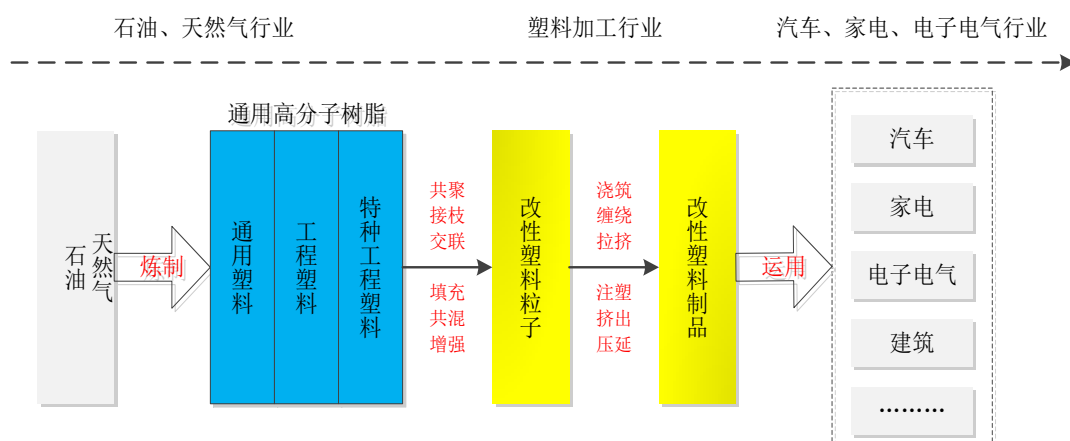 石油、天然气行业
塑料加工行业
汽车、家电、电子电气行业
通用高分子树脂
天然气
石油
炼制
通用塑料
工程塑料
特种工程塑料
共聚
接枝
交联
填充
共混
增强
改性塑料粒子
浇筑
缠绕
拉挤
注塑
挤出
压延
改性塑料制品
运用
汽车
家电
电子电气
建筑
………